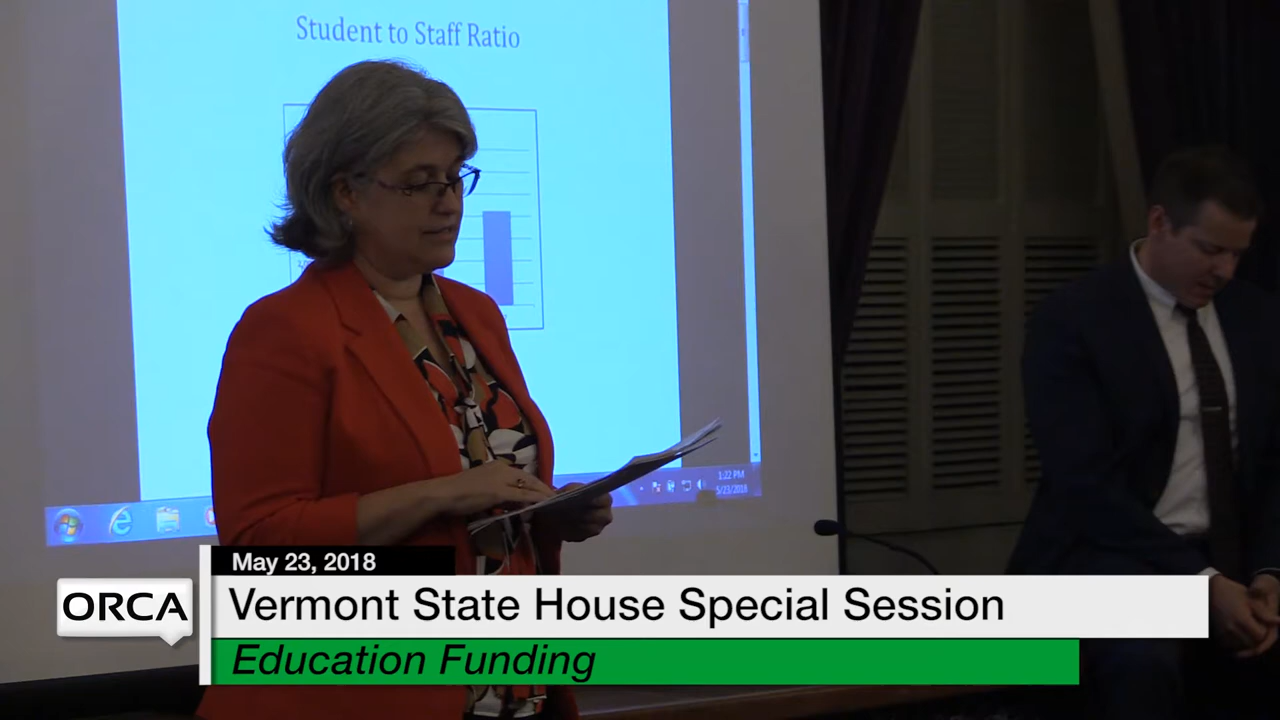 Student to Staff Ratio
1:22 PM
5/23/2018
May 23, 2018
ORCA
Vermont State House Special Session
Education Funding